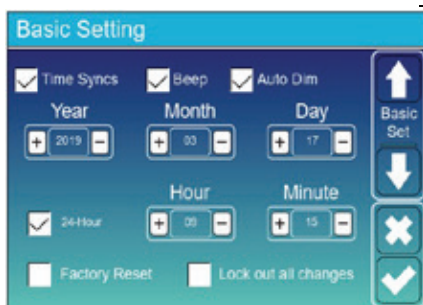 Basic Setting
Time Syncs Beep Auto Dim
Year Month Day
+ 2019 - + 03 - + 17 -
Basic
Set
Hour Minute
24-Hour + 09 - + 15 -
Factory Reset Lock out all changes